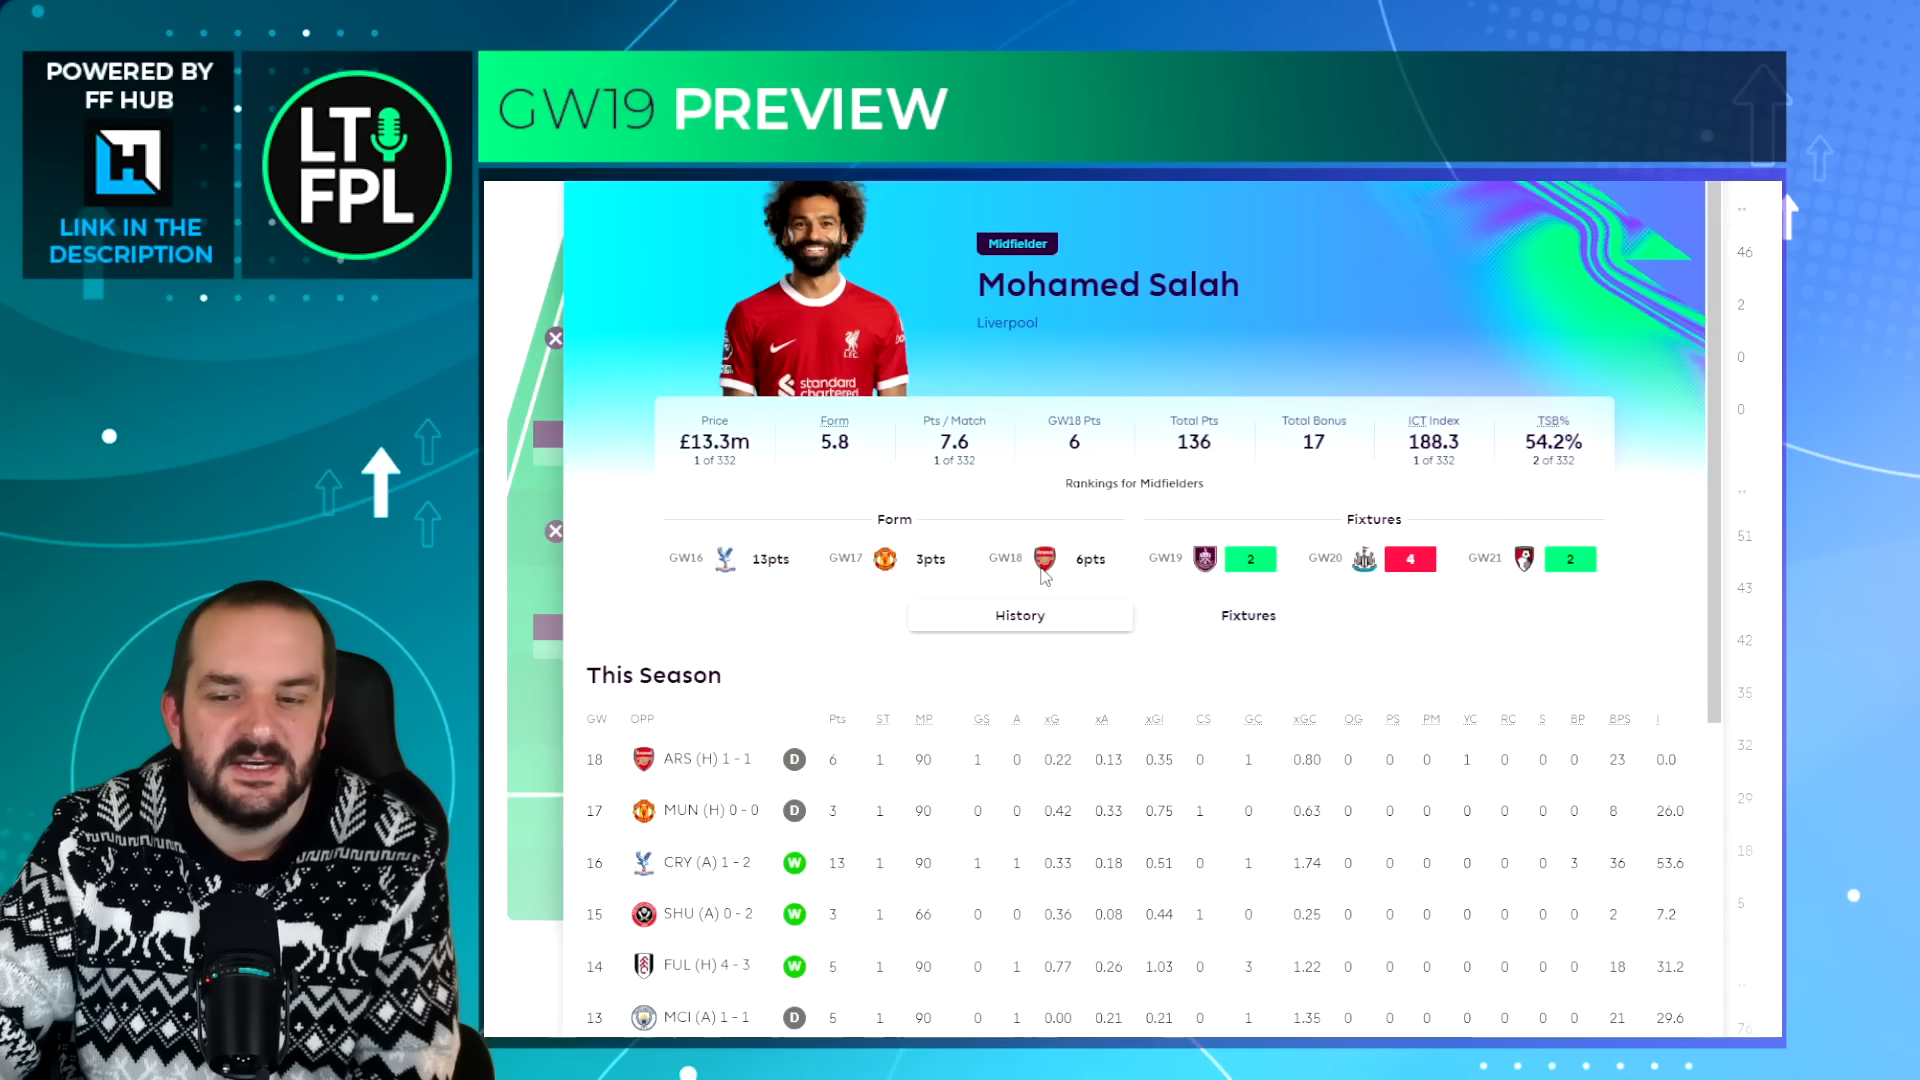 POWERED BY
FF HUB
LINK IN THE
DESCRIPTION
LT
FPL
GW19 PREVIEW
Midfielder
Mohamed Salah
Liverpool
standard
chartered
Price Form Pts / Match GW18 Pts Total Pts Total Bonus ICT Index TSB%
£13.3m 5.8 7.6 6 136 17 188.3 54.2%
1 of 332 1 of 332 1 of 332 2 of 332
Rankings for Midfielders
Form Fixtures
GW16 13pts GW17 3pts GW18 6pts GW19 2 GW20 4 GW21 2
History Fixtures
This Season
GW OPP Pts ST MP GS A xG xA xGI CS GC xGC OG PS PM YC RC S BP BPS I
18 ARS (H) 1 - 1 D 6 1 90 1 0 0.22 0.13 0.35 0 1 0.80 0 0 0 1 0 0 0 23 0.0
17 MUN (H) 0 - 0 D 3 1 90 0 0 0.42 0.33 0.75 1 0 0.63 0 0 0 0 0 0 0 8 26.0
16 CRY (A) 1 - 2 W 13 1 90 1 1 0.33 0.18 0.51 0 1 1.74 0 0 0 0 0 0 3 36 53.6
15 SHU (A) 0 - 2 W 3 1 66 0 0 0.36 0.08 0.44 1 0 0.25 0 0 0 0 0 0 0 2 7.2
14 FUL (H) 4 - 3 W 5 1 90 0 1 0.77 0.26 1.03 0 3 1.22 0 0 0 0 0 0 0 18 31.2
13 MCI (A) 1 - 1 D 5 1 90 0 1 0.00 0.21 0.21 0 1 1.35 0 0 0 0 0 0 0 21 29.6
46
2
0
0
51
43
42
35
32
29
18
5
76